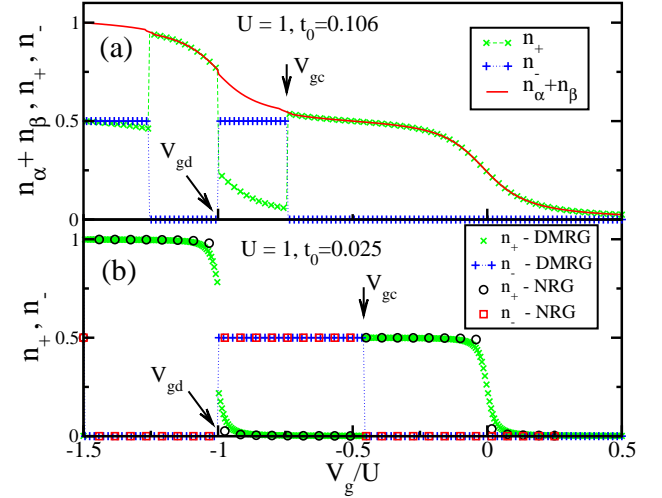 U = 1, t0=0.106
(a)
Vgc
n+
n-
nα+nβ
nα + nβ, n+, n-
1
0.5
0
Vgd
U = 1, t0=0.025
(b)
Vgc
n+ - DMRG
n- - DMRG
n+ - NRG
n- - NRG
n+, n-
1
0.5
0
Vgd
-1.5 -1 -0.5 0 0.5
Vg/U